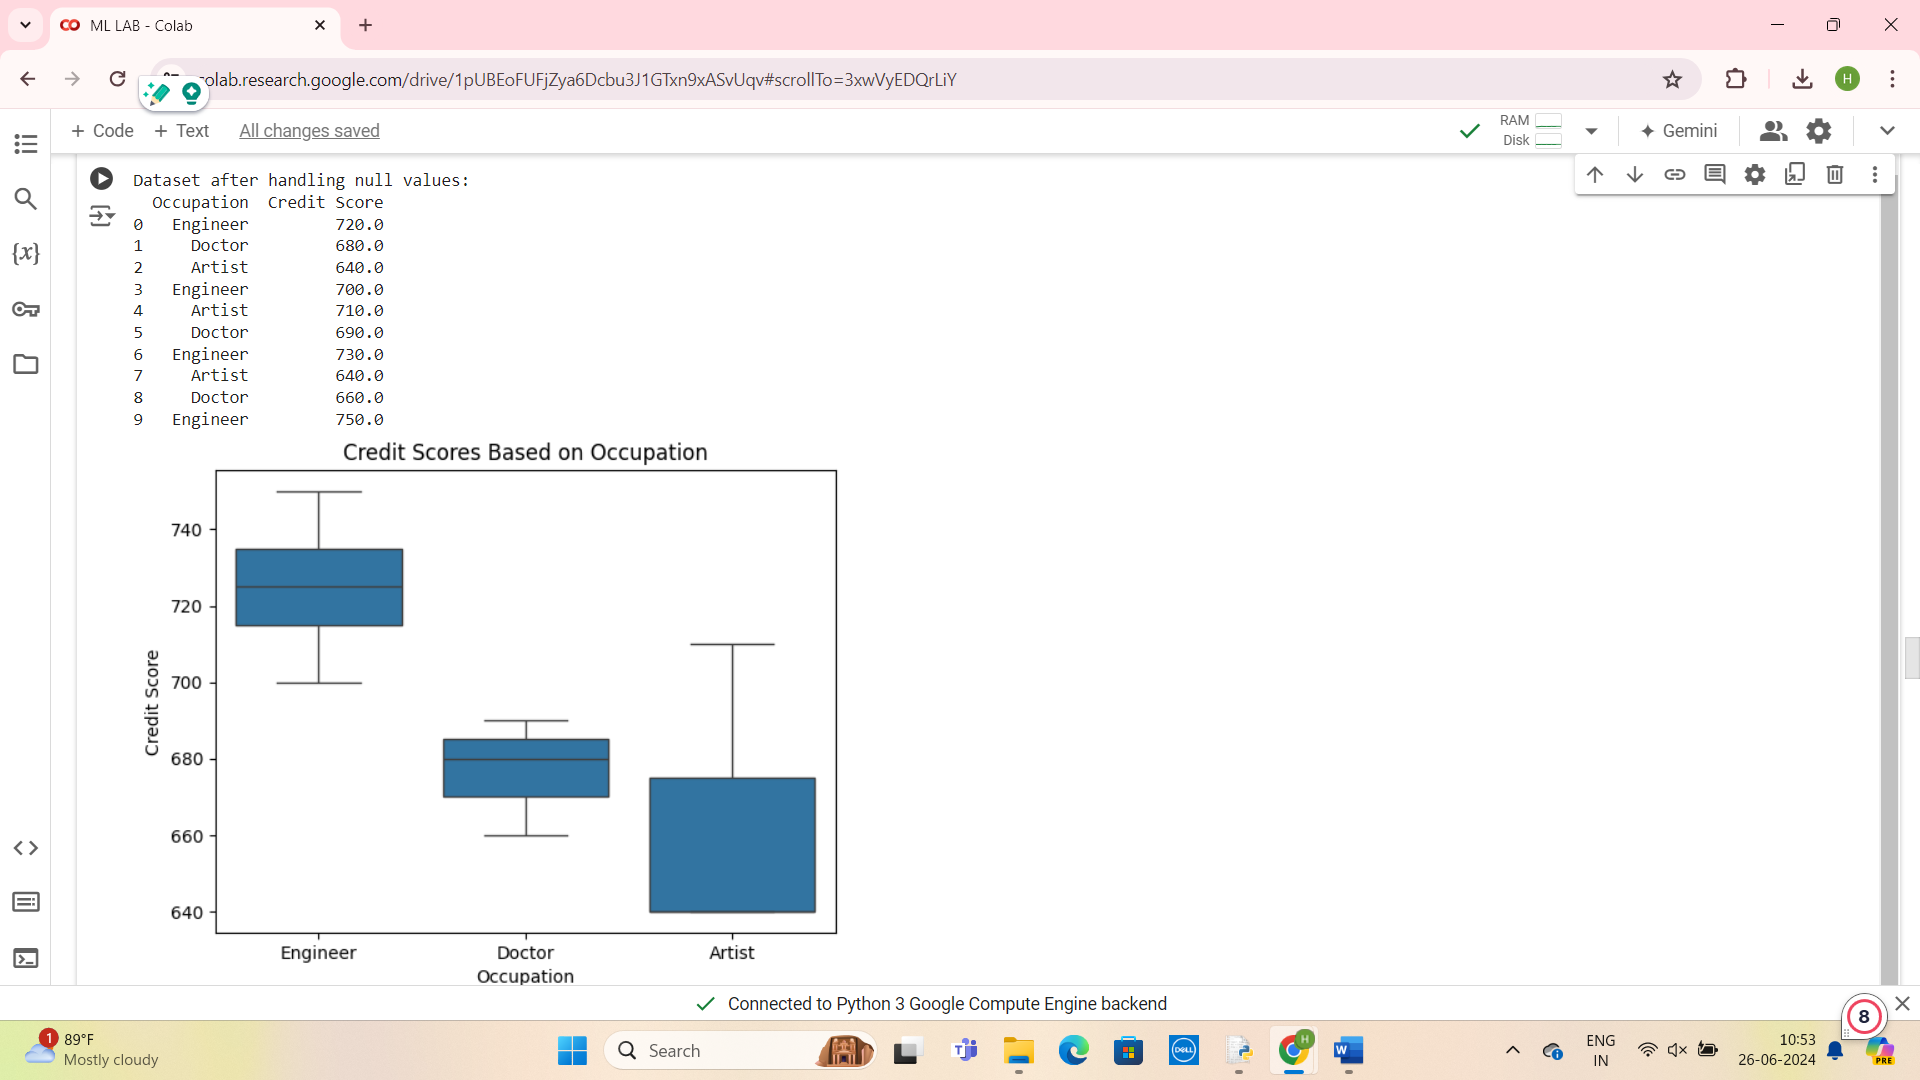 ML LAB - Colab
colab.research.google.com/drive/1pUBEoFUFjZya6Dcbu3J1GTxn9xASvUqv#scrollTo=3xwVyEDQrLiY
H
+ Code + Text All changes saved
RAM
Disk
Gemini
{x}
Dataset after handling null values:
Occupation Credit Score
0 Engineer 720.0
1 Doctor 680.0
2 Artist 640.0
3 Engineer 700.0
4 Artist 710.0
5 Doctor 690.0
6 Engineer 730.0
7 Artist 640.0
8 Doctor 660.0
9 Engineer 750.0
Credit Scores Based on Occupation
740
720
700
680
660
640
Credit Score
Engineer Doctor Artist
Occupation
Connected to Python 3 Google Compute Engine backend
8
1
89°F
Mostly cloudy
Search
DELL
H
W
ENG
IN
10:53
26-06-2024
PRE